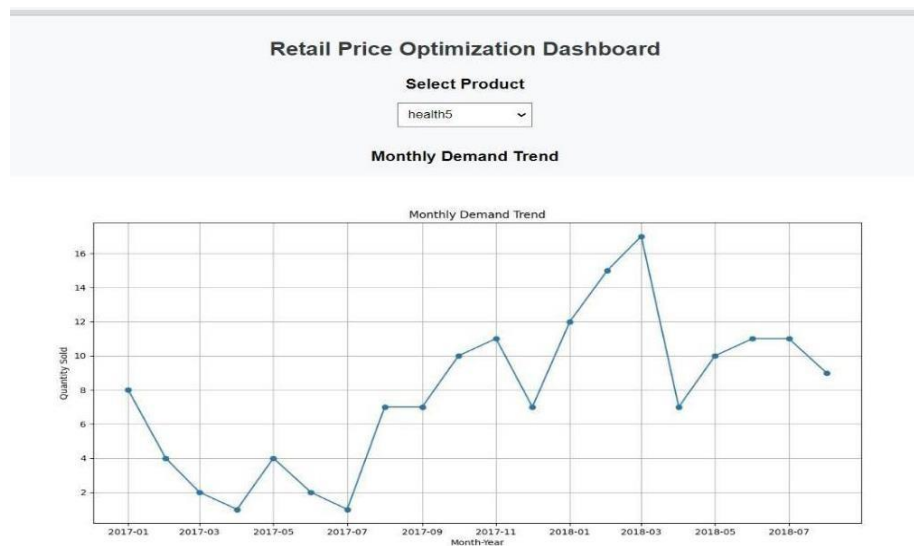 Retail Price Optimization Dashboard
Select Product
health5
Monthly Demand Trend
Monthly Demand Trend
16
14
12
10
8
6
4
2
Quantity Sold
2017-01 2017-03 2017-05 2017-07 2017-09 2017-11 2018-01 2018-03 2018-05 2018-07
Month-Year